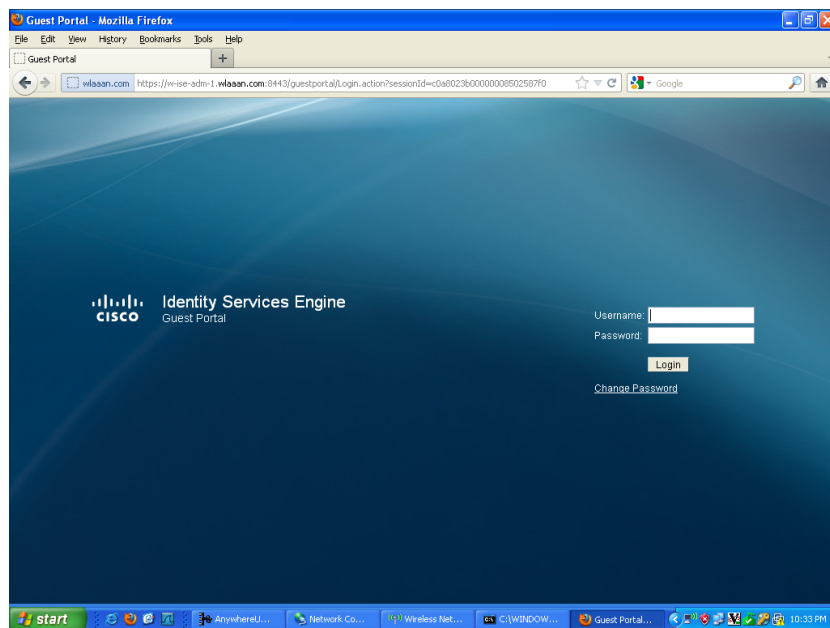 Guest Portal - Mozilla Firefox
File Edit View History Bookmarks Tools Help
Guest Portal
wlaaan.com https://w-ise-adm-1.wlaaan.com:8443/guestportal/Login.action?sessionId=c0a8023b00000008502587f0
Google
Identity Services Engine
CISCO
Guest Portal
Username:
Password:
Login
Change Password
start
AnywhereU...
Network Co...
Wireless Net...
C:\WINDOW...
Guest Portal...
10:33 PM